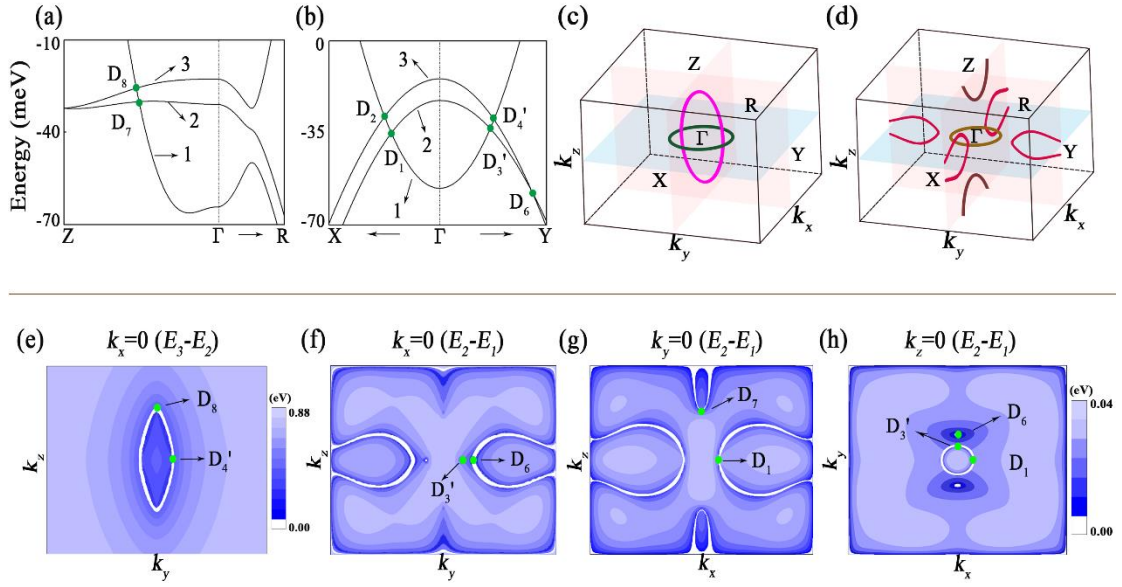 (a)
Energy (meV)
-10
-40
-70
D8
3
D7
2
1
Z
Γ
R
(b)
0
-35
-70
3
D2
D4'
2
D1
D3'
1
D6
X
Γ
Y
(c)
Z
R
Γ
Y
X
kz
ky
kx
(d)
Z
R
Γ
Y
X
kz
ky
kx
(e)
kx=0 (E3-E2)
D8
D4'
kz
ky
(eV)
0.88
0.00
(f)
kx=0 (E2-E1)
D3'
D6
kz
ky
(g)
ky=0 (E2-E1)
D7
D1
kz
kx
(h)
kz=0 (E2-E1)
D3'
D6
D1
ky
kx
(eV)
0.04
0.00